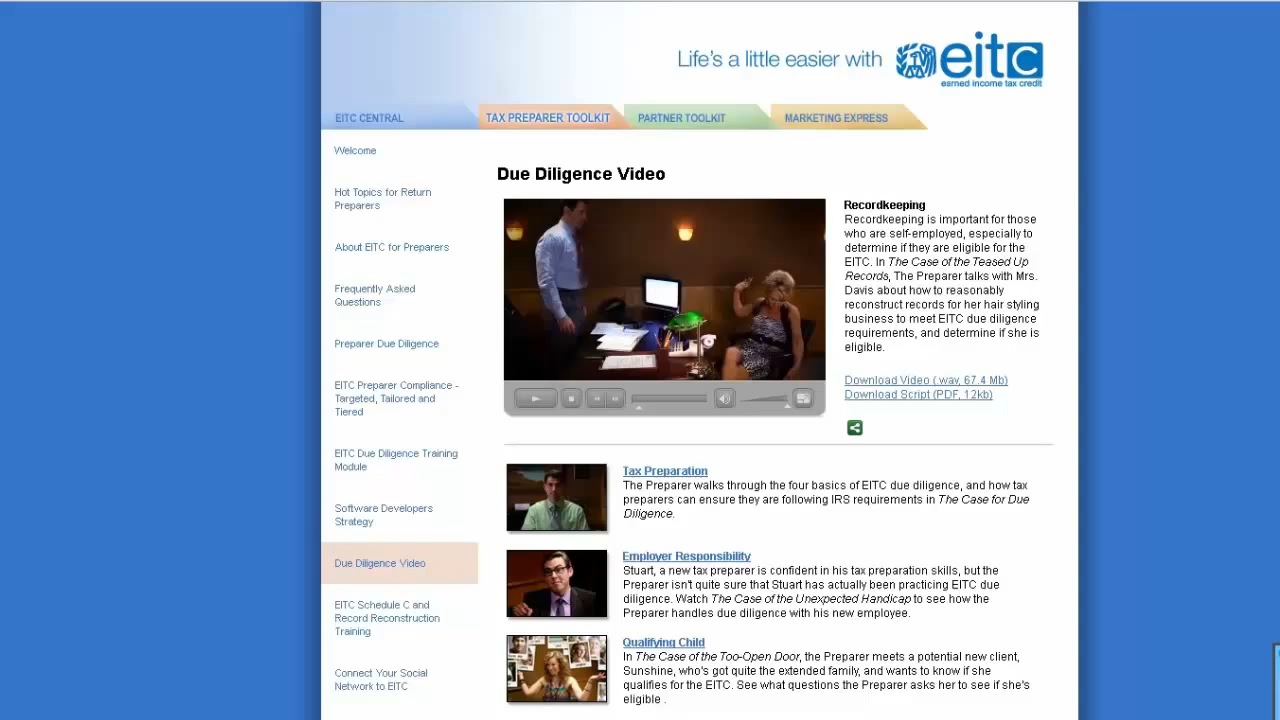 Life's a little easier with
eitc
earned income tax credit
EITC CENTRAL
TAX PREPARER TOOLKIT
PARTNER TOOLKIT
MARKETING EXPRESS
Welcome
Hot Topics for Return
Preparers
About EITC for Preparers
Frequently Asked
Questions
Preparer Due Diligence
EITC Preparer Compliance -
Targeted, Tailored and
Tiered
EITC Due Diligence Training
Module
Software Developers
Strategy
Due Diligence Video
EITC Schedule C and
Record Reconstruction
Training
Connect Your Social
Network to EITC
Due Diligence Video
Recordkeeping
Recordkeeping is important for those
who are self-employed, especially to
determine if they are eligible for the
EITC. In The Case of the Teased Up
Records, The Preparer talks with Mrs.
Davis about how to reasonably
reconstruct records for her hair styling
business to meet EITC due diligence
requirements, and determine if she is
eligible.
Download Video (.wav, 67.4 Mb)
Download Script (PDF, 12kb)
Tax Preparation
The Preparer walks through the four basics of EITC due diligence, and how tax
preparers can ensure they are following IRS requirements in The Case for Due
Diligence.
Employer Responsibility
Stuart, a new tax preparer is confident in his tax preparation skills, but the
Preparer isn't quite sure that Stuart has actually been practicing EITC due
diligence. Watch The Case of the Unexpected Handicap to see how the
Preparer handles due diligence with his new employee.
Qualifying Child
In The Case of the Too-Open Door, the Preparer meets a potential new client,
Sunshine, who's got quite the extended family, and wants to know if she
qualifies for the EITC. See what questions the Preparer asks her to see if she's
eligible .